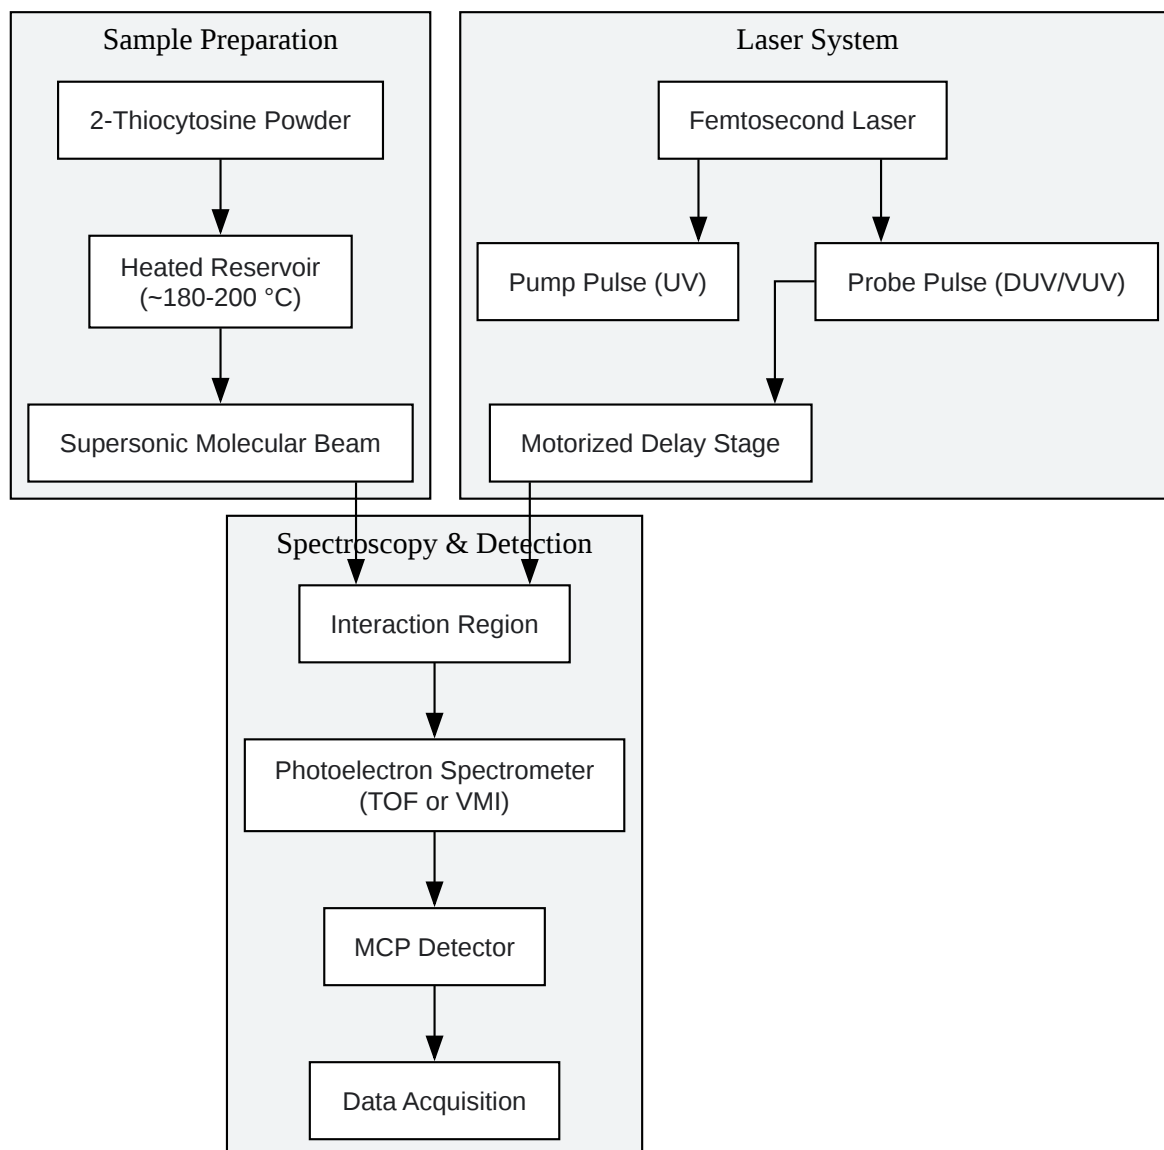 Sample Preparation
2-Thiocytosine Powder
Heated Reservoir
(~180-200 °C)
Supersonic Molecular Beam
Laser System
Femtosecond Laser
Pump Pulse (UV)
Probe Pulse (DUV/VUV)
Motorized Delay Stage
Spectroscopy & Detection
Interaction Region
Photoelectron Spectrometer
(TOF or VMI)
MCP Detector
Data Acquisition